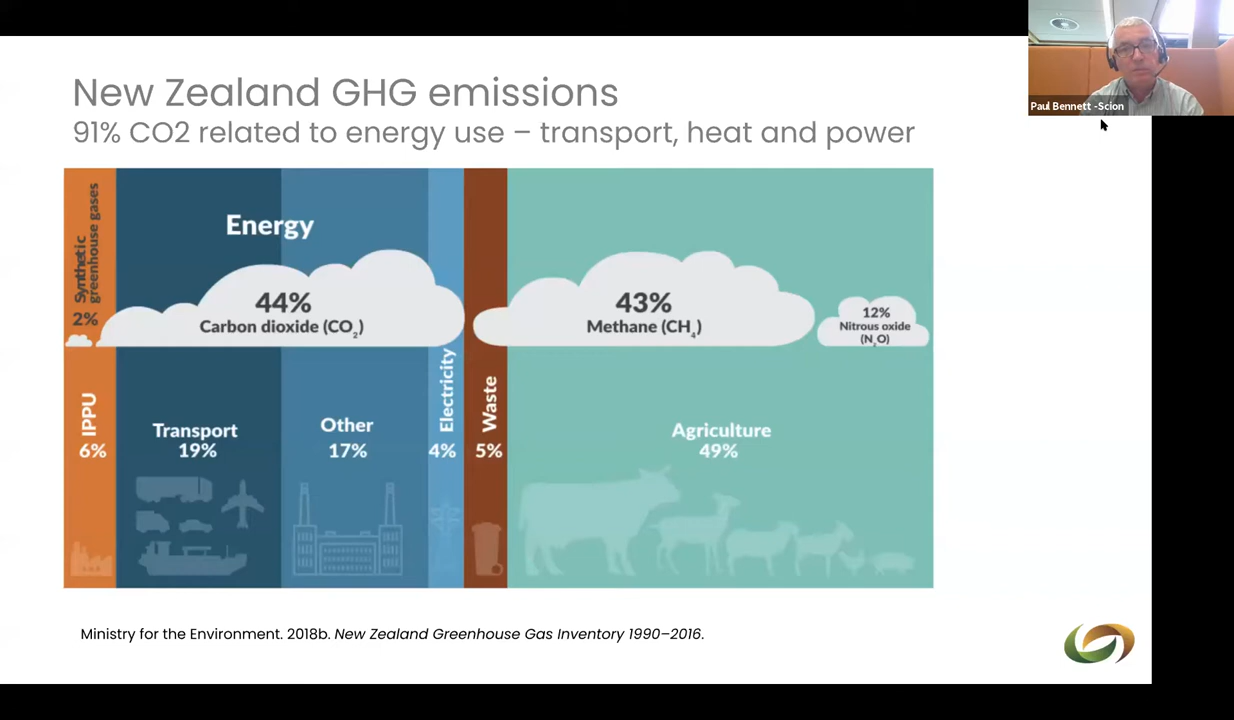 New Zealand GHG emissions
91% CO2 related to energy use – transport, heat and power
Paul Bennett -Scion
Synthetic
greenhouse gases
2%
Energy
44%
Carbon dioxide (CO₂)
43%
Methane (CH₄)
12%
Nitrous oxide
(N₂O)
IPPU
6%
Transport
19%
Other
17%
Electricity
4%
Waste
5%
Agriculture
49%
Ministry for the Environment. 2018b. New Zealand Greenhouse Gas Inventory 1990–2016.